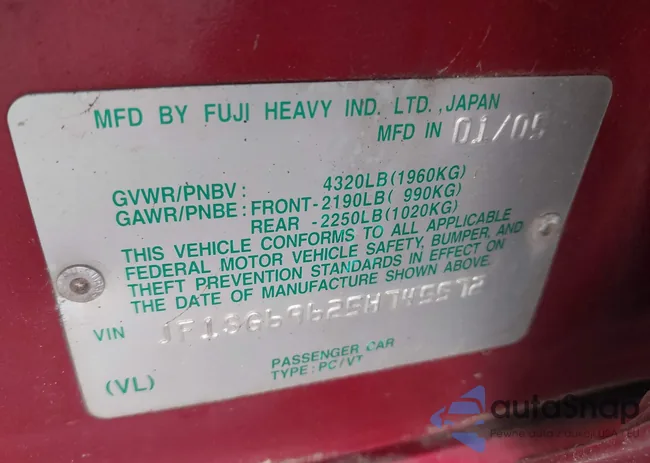 MFD BY FUJI HEAVY IND. LTD., JAPAN
MFD IN 01/05
GVWR/PNBV: 4320LB(1960KG)
GAWR/PNBE: FRONT-2190LB( 990KG)
REAR -2250LB(1020KG)
THIS VEHICLE CONFORMS TO ALL APPLICABLE
FEDERAL MOTOR VEHICLE SAFETY, BUMPER, AND
THEFT PREVENTION STANDARDS IN EFFECT ON
THE DATE OF MANUFACTURE SHOWN ABOVE.
VIN JF1SG69625H745572
PASSENGER CAR
(VL) TYPE:PC/VT
autoSnap